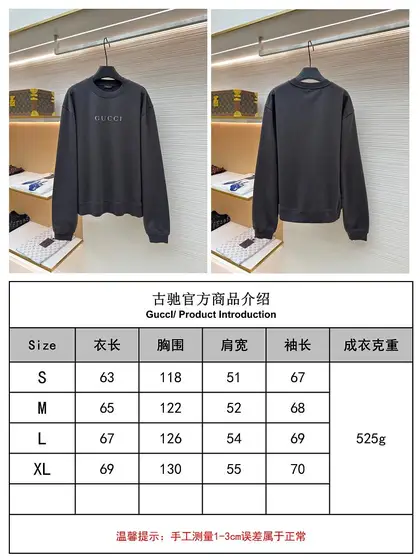 GUCCI
古驰官方商品介绍
GuccI/ Product Introduction
Size 衣长 胸围 肩宽 袖长 成衣克重
S 63 118 51 67
M 65 122 52 68
L 67 126 54 69
525g
XL 69 130 55 70
温馨提示：手工测量1-3cm误差属于正常